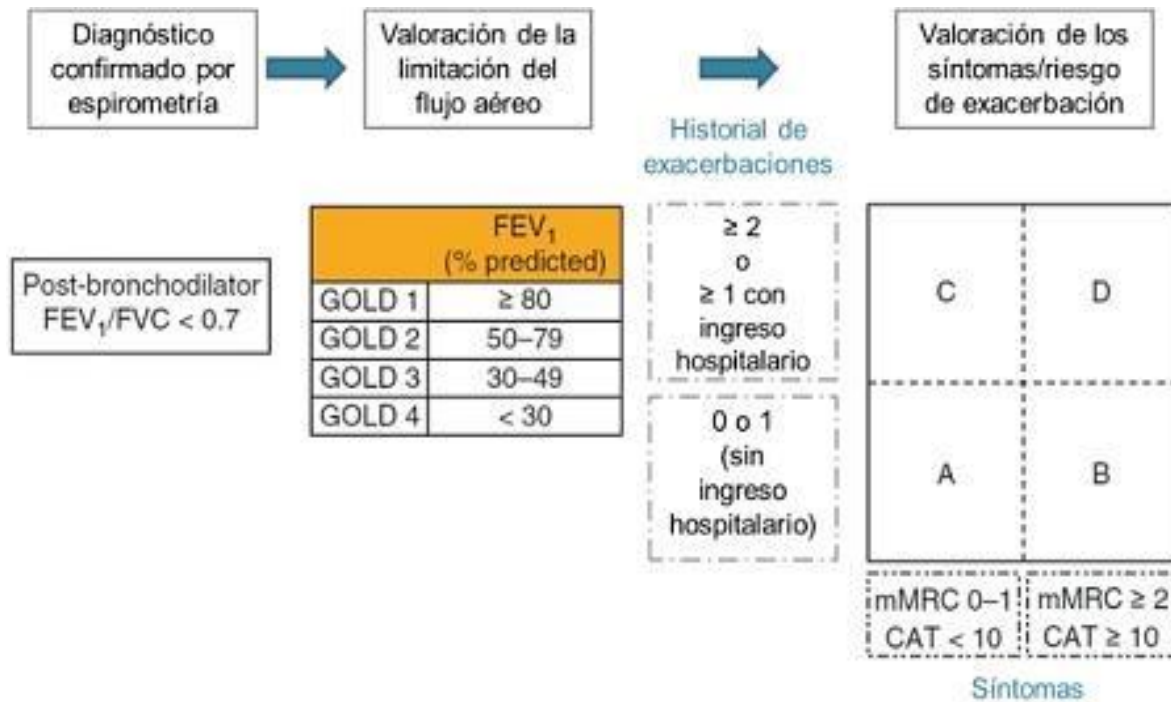 Diagnóstico
confirmado por
espirometría
Valoración de la
limitación del
flujo aéreo
Historial de
exacerbaciones
Valoración de los
síntomas/riesgo
de exacerbación
Post-bronchodilator
FEV₁/FVC < 0.7
FEV₁
(% predicted)
GOLD 1 ≥ 80
GOLD 2 50–79
GOLD 3 30–49
GOLD 4 < 30
≥ 2
o
≥ 1 con
ingreso
hospitalario
0 o 1
(sin
ingreso
hospitalario)
C D
A B
mMRC 0–1 mMRC ≥ 2
CAT < 10 CAT ≥ 10
Síntomas